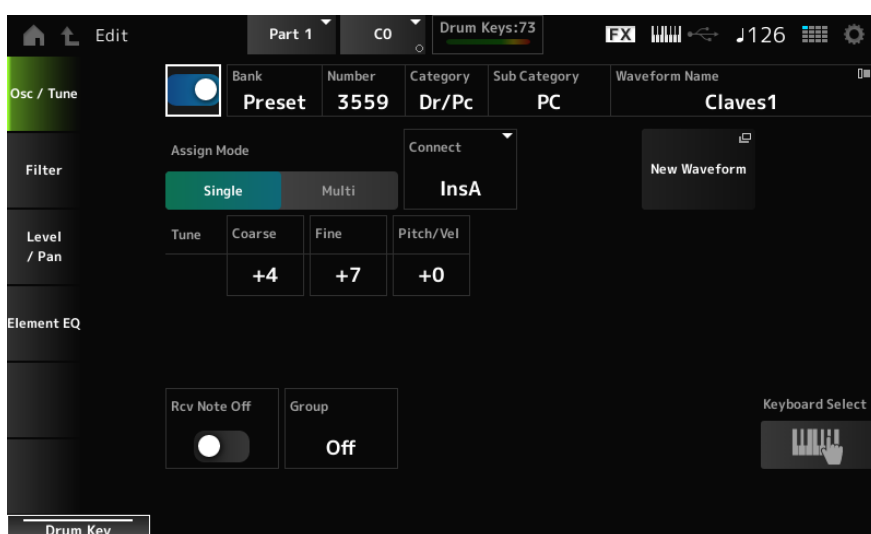 Edit
Part 1
C0
Drum Keys:73
FX
♩126
Osc / Tune
Bank
Preset
Number
3559
Category
Dr/Pc
Sub Category
PC
Waveform Name
Claves1
Filter
Assign Mode
Single
Multi
Connect
InsA
New Waveform
Level
/ Pan
Tune
Coarse
+4
Fine
+7
Pitch/Vel
+0
Element EQ
Rcv Note Off
Group
Off
Keyboard Select
Drum Key